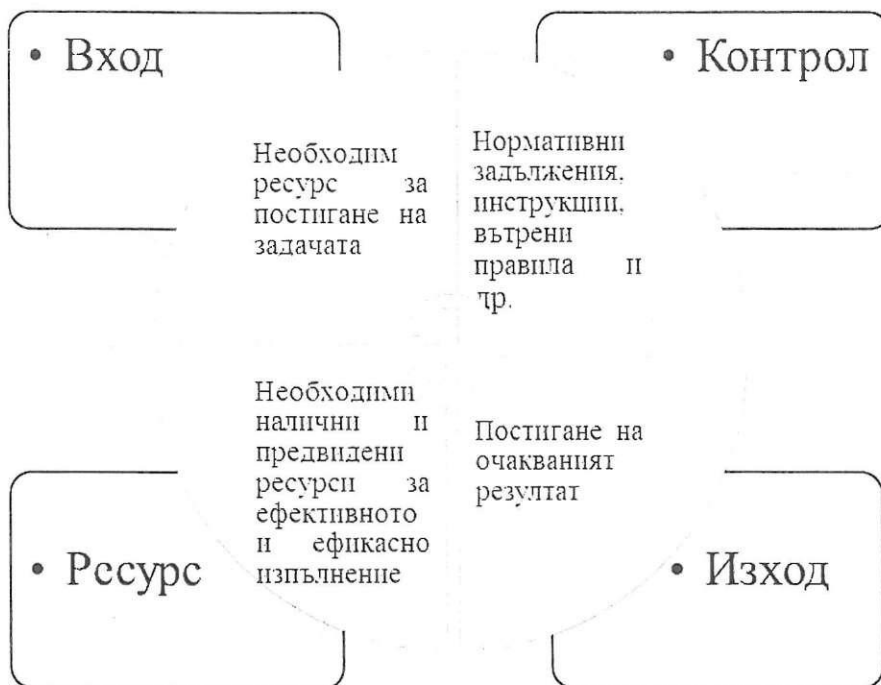 • Вход
Необходим
ресурс за
постигане на
задачата
• Контрол
Нормативни
задължения,
инструкции,
вътрени
правила и
др.
• Рссурс
Необходими
налични и
предвидени
ресурси за
ефективното
и ефикасно
изпълнение
• Изход
Постигане на
очакваният
резултат